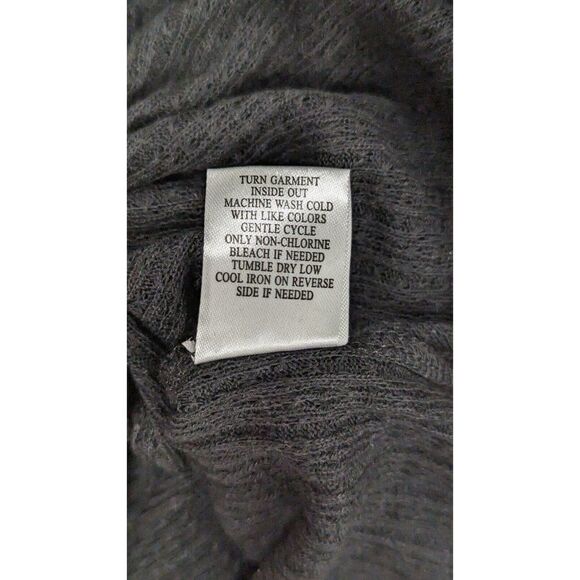 TURN GARMENT
INSIDE OUT
MACHINE WASH COLD
WITH LIKE COLORS
GENTLE CYCLE
ONLY NON-CHLORINE
BLEACH IF NEEDED
TUMBLE DRY LOW
COOL IRON ON REVERSE
SIDE IF NEEDED